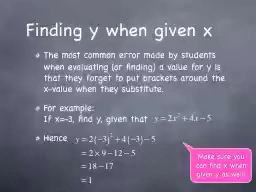 Finding y when given x
The most common error made by students
when evaluating (or finding) a value for y is
that they forget to put brackets around the
x-value when they substitute.
For example:
If x=-3, find y, given that y = 2x² + 4x - 5
Hence y = 2(-3)² + 4(-3) - 5
= 2 × 9 - 12 - 5
= 18 - 17
= 1
Make sure you
can find x when
given y as well!